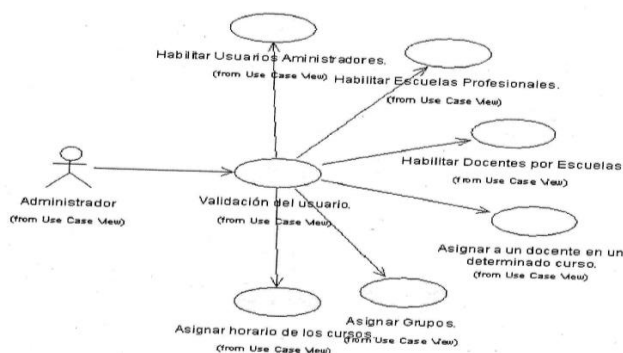 Habilitar Usuarios Aministradores.
(from Use Case View)
Habilitar Escuelas Profesionales.
(from Use Case View)
Habilitar Docentes por Escuelas
(from Use Case View)
Administrador
(from Use Case View)
Validación del usuario.
(from Use Case View)
Asignar a un docente en un
determinado curso.
(from Use Case View)
Asignar Grupos.
(from Use Case View)
Asignar horario de los cursos
(from Use Case View)